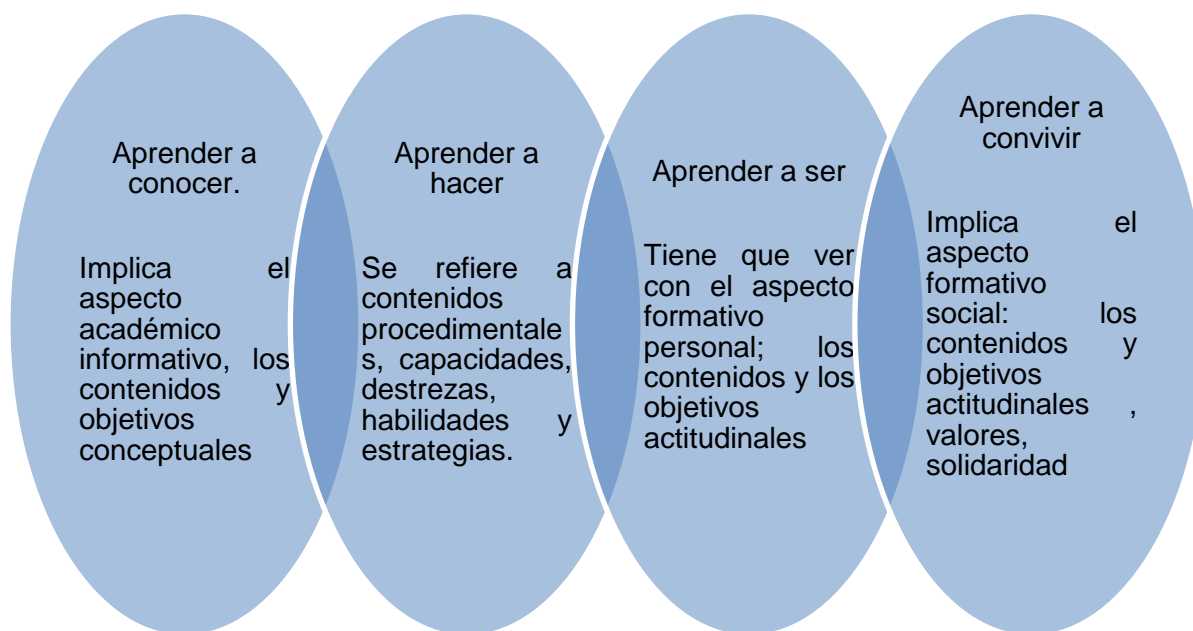 Aprender a
conocer.
Implica el
aspecto
académico
informativo, los
contenidos y
objetivos
conceptuales
Aprender a
hacer
Se refiere a
contenidos
procedimentale
s, capacidades,
destrezas,
habilidades y
estrategias.
Aprender a ser
Tiene que ver
con el aspecto
formativo
personal; los
contenidos y los
objetivos
actitudinales
Aprender a
convivir
Implica el
aspecto
formativo
social: los
contenidos y
objetivos
actitudinales ,
valores,
solidaridad